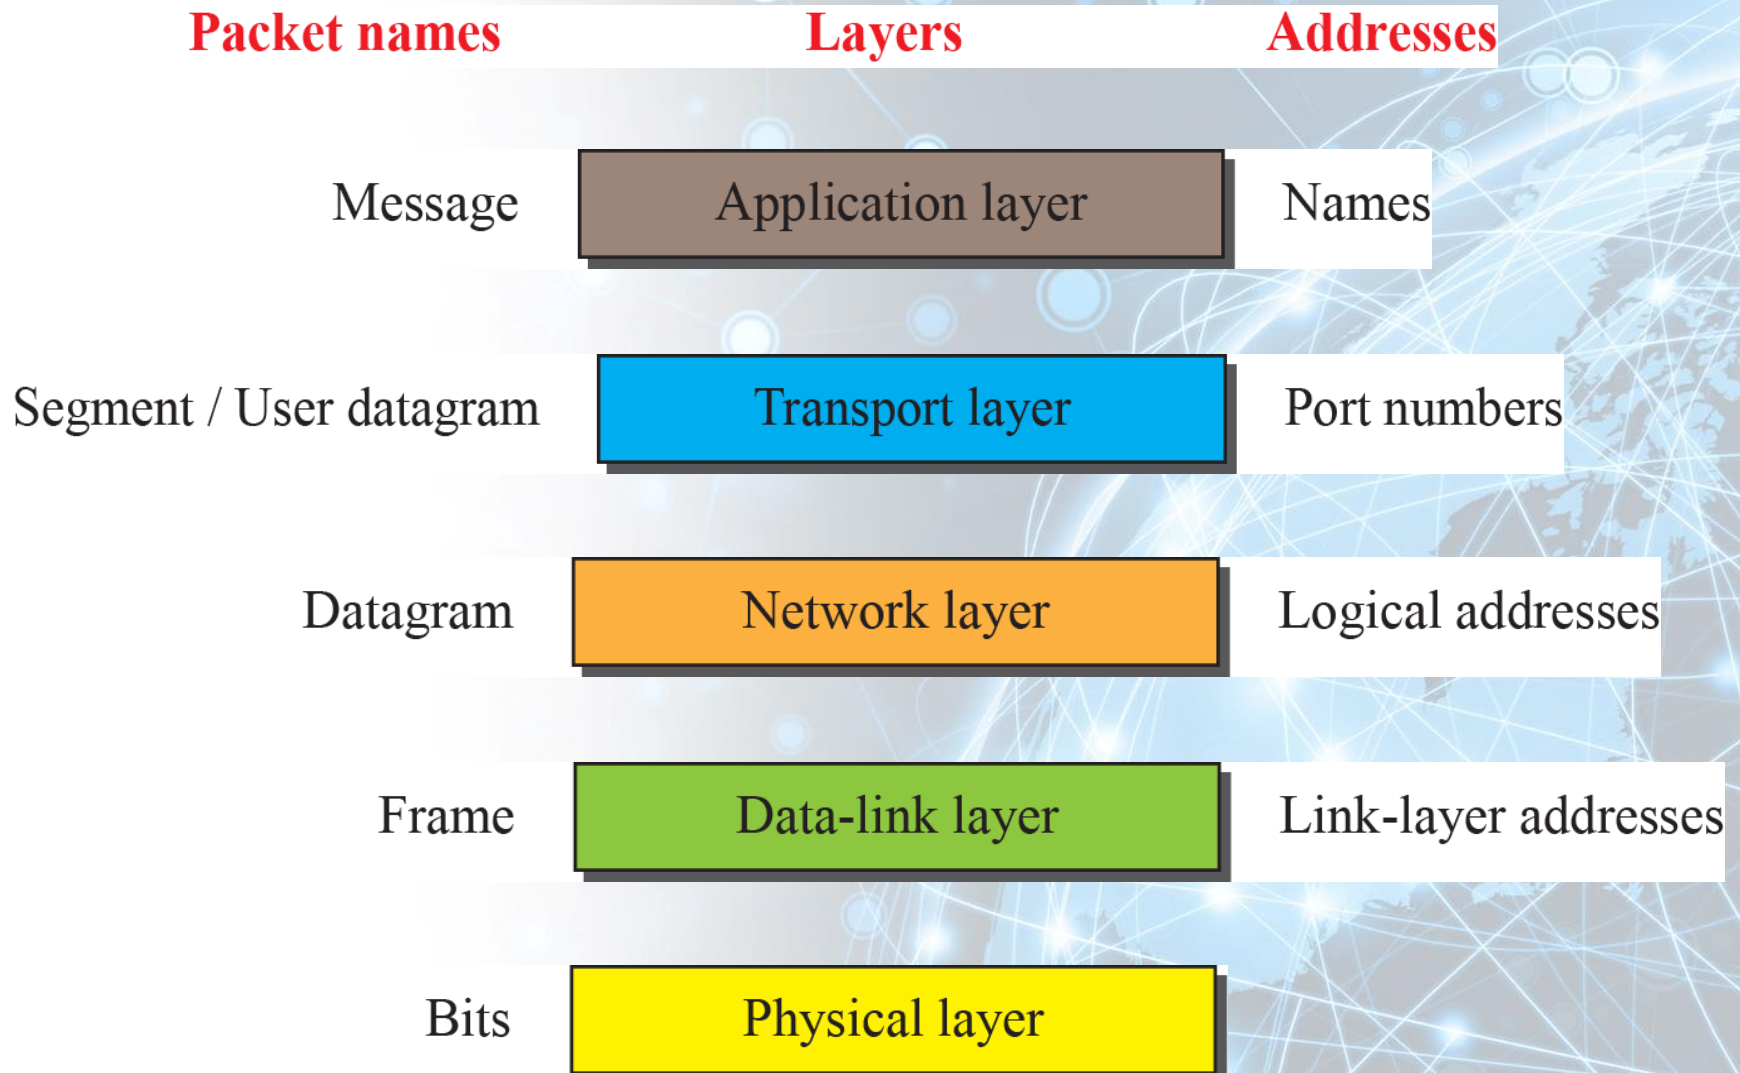 Packet names Layers Addresses
Message Application layer Names
Segment / User datagram Transport layer Port numbers
Datagram Network layer Logical addresses
Frame Data-link layer Link-layer addresses
Bits Physical layer